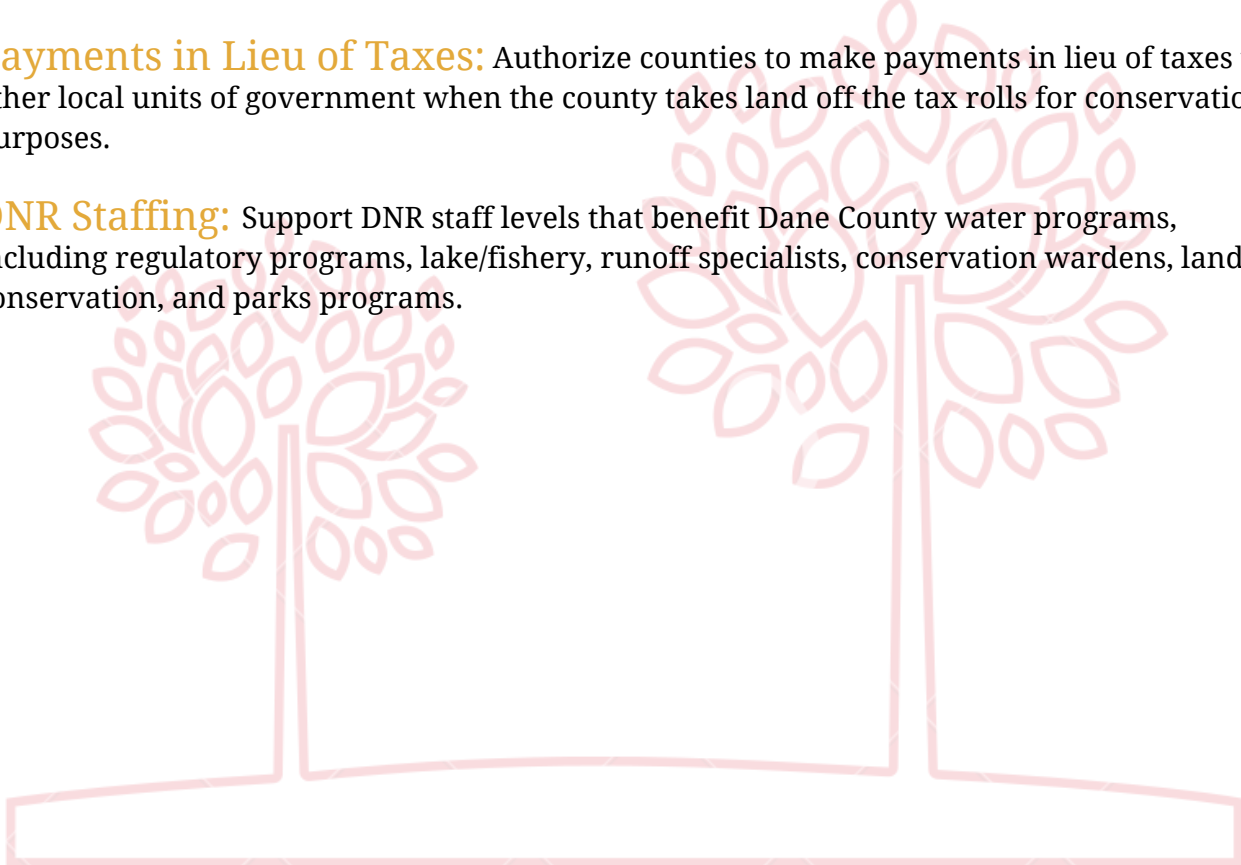 ayments in Lieu of Taxes: Authorize counties to make payments in lieu of taxes
ther local units of government when the county takes land off the tax rolls for conservatio
urposes.
NR Staffing: Support DNR staff levels that benefit Dane County water programs,
ncluding regulatory programs, lake/fishery, runoff specialists, conservation wardens, land
onservation, and parks programs.